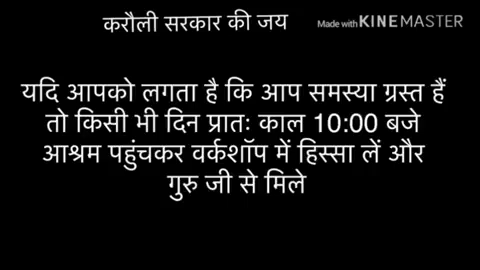 करौली सरकार की जय
Made with KINEMASTER
यदि आपको लगता है कि आप समस्या ग्रस्त हैं
तो किसी भी दिन प्रातः काल 10:00 बजे
आश्रम पहुंचकर वर्कशॉप में हिस्सा लें और
गुरु जी से मिले